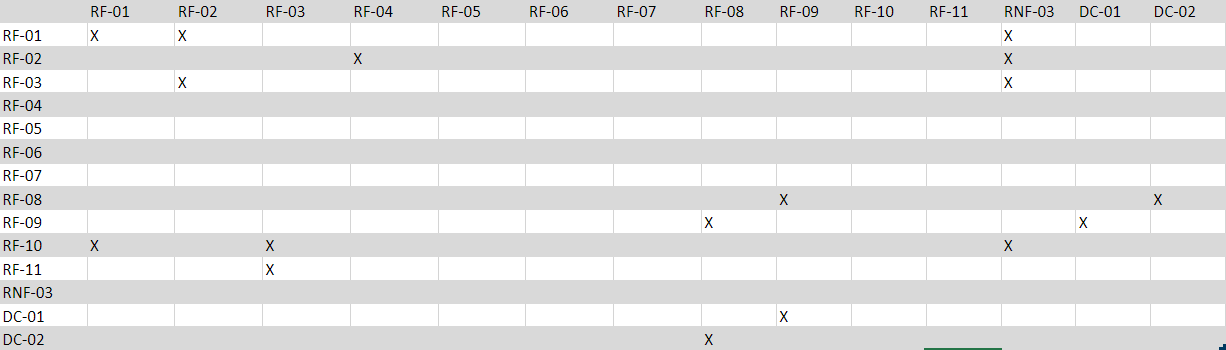 RF-01 RF-02 RF-03 RF-04 RF-05 RF-06 RF-07 RF-08 RF-09 RF-10 RF-11 RNF-03 DC-01 DC-02
RF-01 X X X
RF-02 X X
RF-03 X X
RF-04
RF-05
RF-06
RF-07
RF-08 X X
RF-09 X X
RF-10 X X X
RF-11 X
RNF-03
DC-01 X
DC-02 X